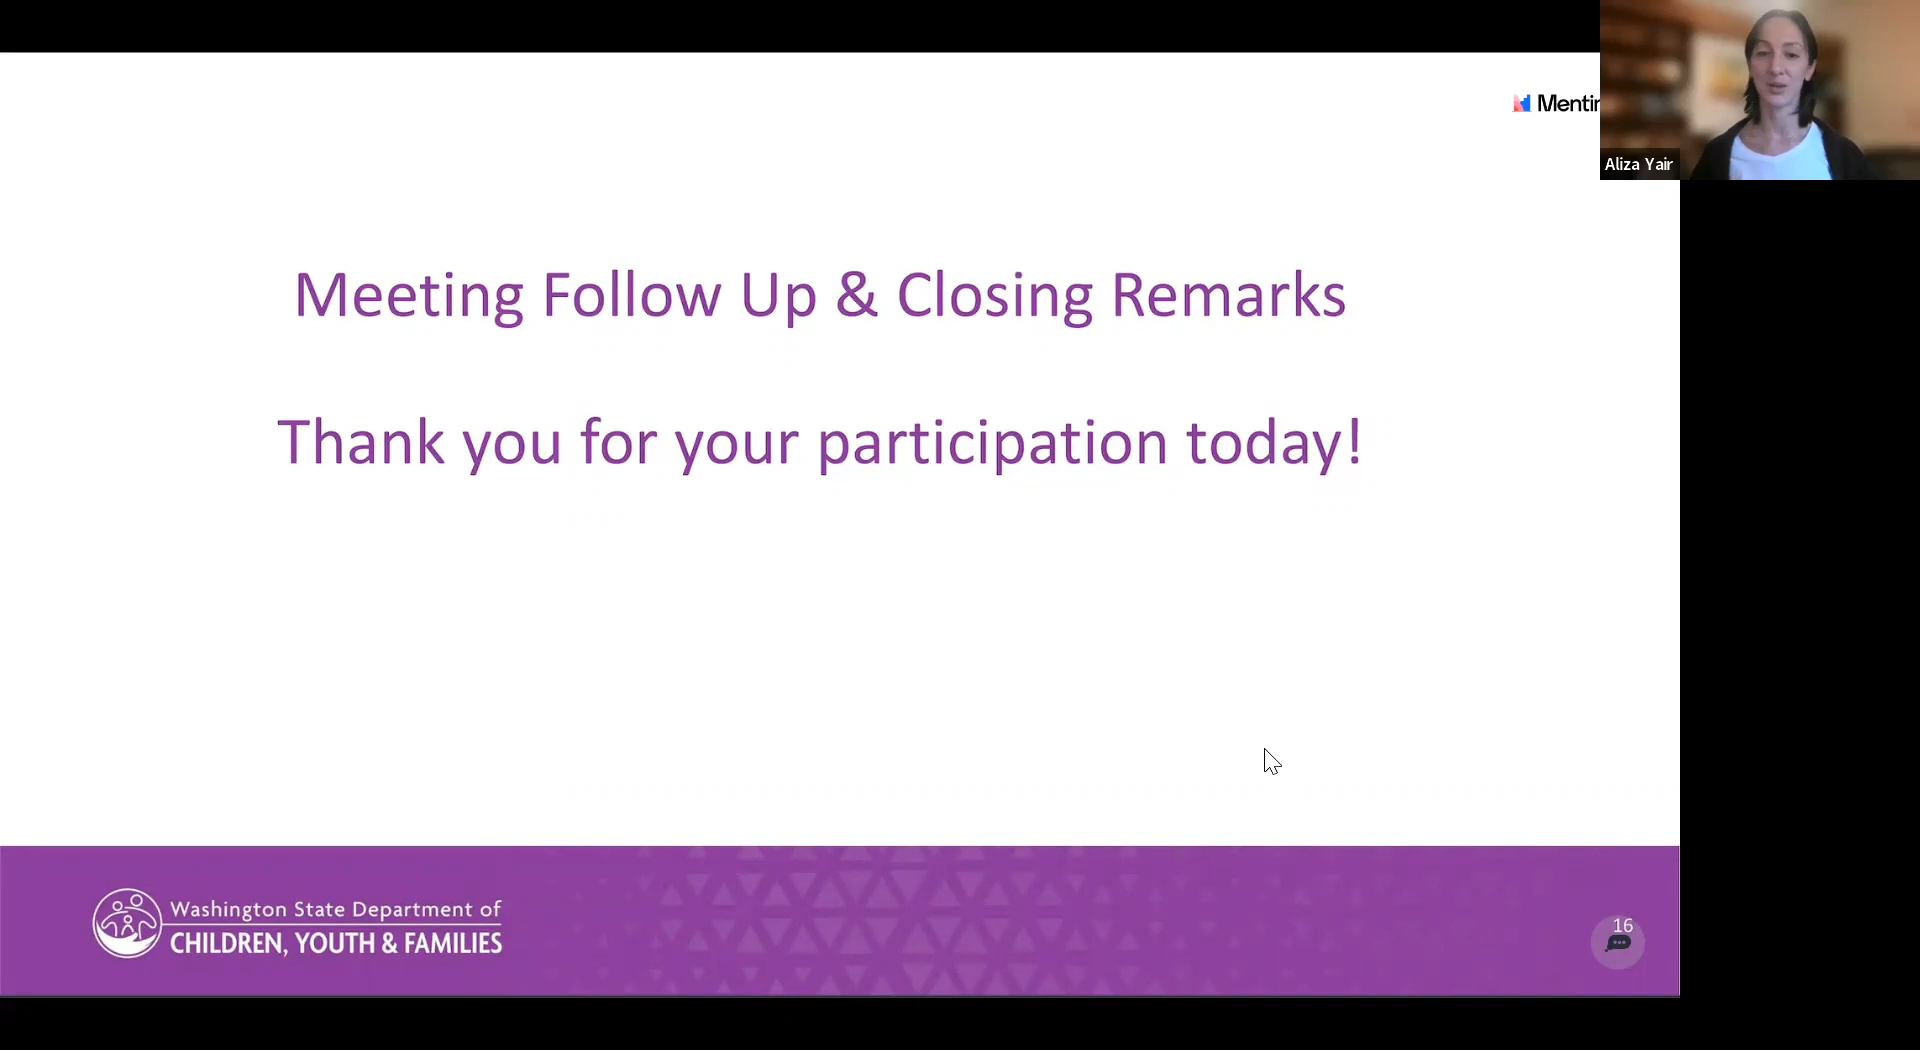 Mentir
Aliza Yair
Meeting Follow Up & Closing Remarks
Thank you for your participation today!
Washington State Department of
CHILDREN, YOUTH & FAMILIES
16